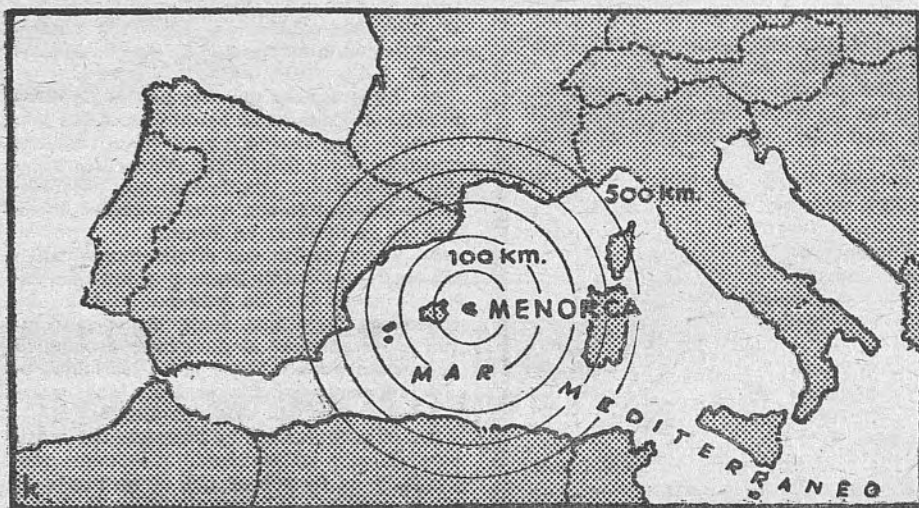 500 Km.
100 km.
MENORCA
MAR
MEDITERRANEO
k.